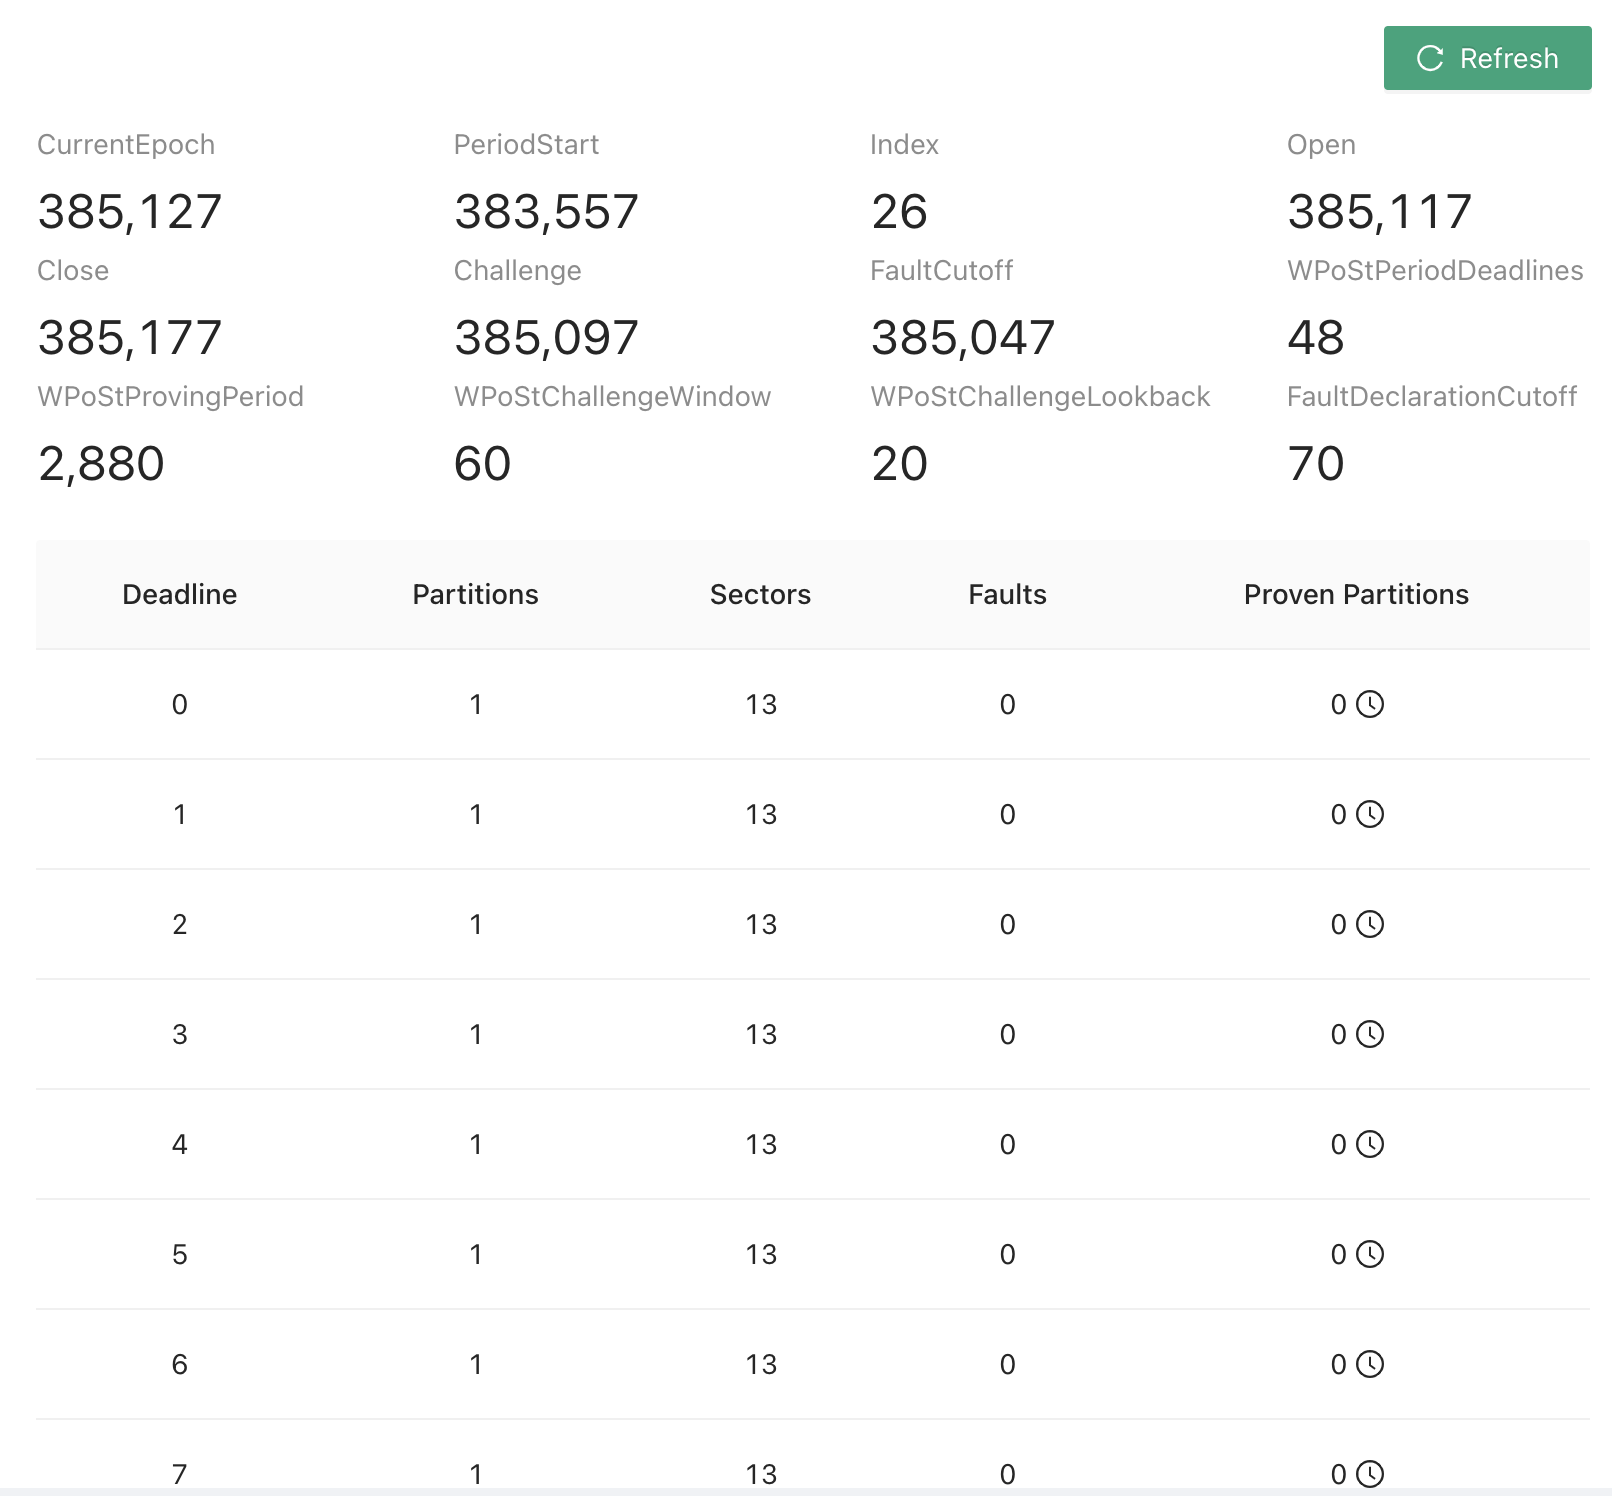 Refresh
CurrentEpoch PeriodStart Index Open
385,127 383,557 26 385,117
Close Challenge FaultCutoff WPoStPeriodDeadlines
385,177 385,097 385,047 48
WPoStProvingPeriod WPoStChallengeWindow WPoStChallengeLookback FaultDeclarationCutoff
2,880 60 20 70
Deadline Partitions Sectors Faults Proven Partitions
0 1 13 0 0
1 1 13 0 0
2 1 13 0 0
3 1 13 0 0
4 1 13 0 0
5 1 13 0 0
6 1 13 0 0
7 1 13 0 0